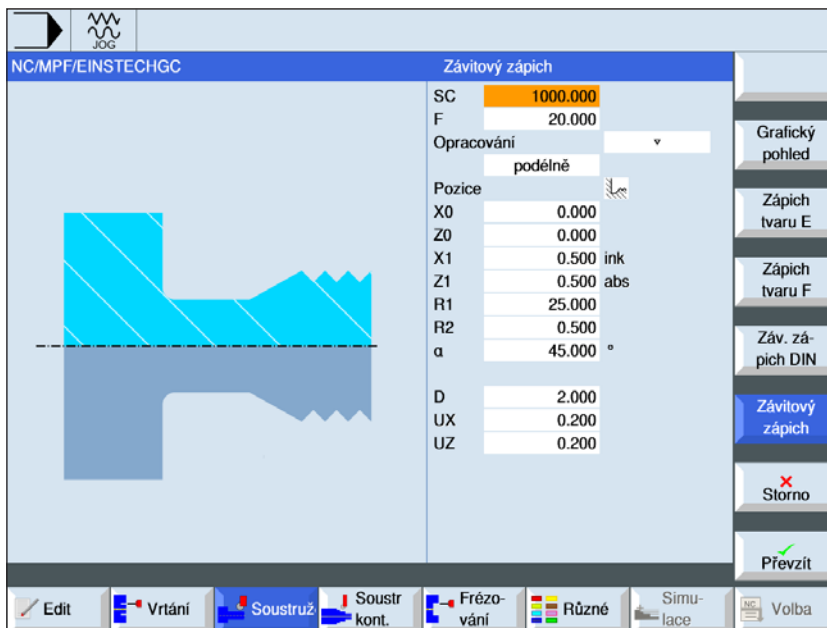 JOG
NC/MPF/EINSTECHGC
Závitový zápich
SC 1000.000
F 20.000
Opracování ▿
podélně
Pozice
X0 0.000
Z0 0.000
X1 0.500 ink
Z1 0.500 abs
R1 25.000
R2 0.500
α 45.000 °
D 2.000
UX 0.200
UZ 0.200
Grafický
pohled
Zápich
tvaru E
Zápich
tvaru F
Záv. zá-
pich DIN
Závitový
zápich
Storno
Převzít
Edit
Vrtání
Soustruž
Soustr
kont.
Frézo-
vání
Různé
Simu-
lace
NC
Volba